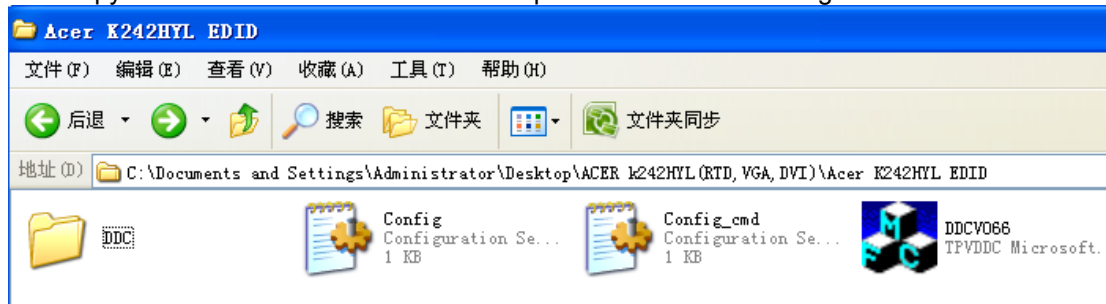 Acer K242HYL EDID
文件(F) 编辑(E) 查看(V) 收藏(A) 工具(T) 帮助(H)
后退 搜索 文件夹 文件夹同步
地址(D) C:\Documents and Settings\Administrator\Desktop\ACER k242HYL(RTD,VGA,DVI)\Acer K242HYL EDID
DDC
Config
Configuration Se...
1 KB
Config_cmd
Configuration Se...
1 KB
DDCV066
TPVDDC Microsoft.